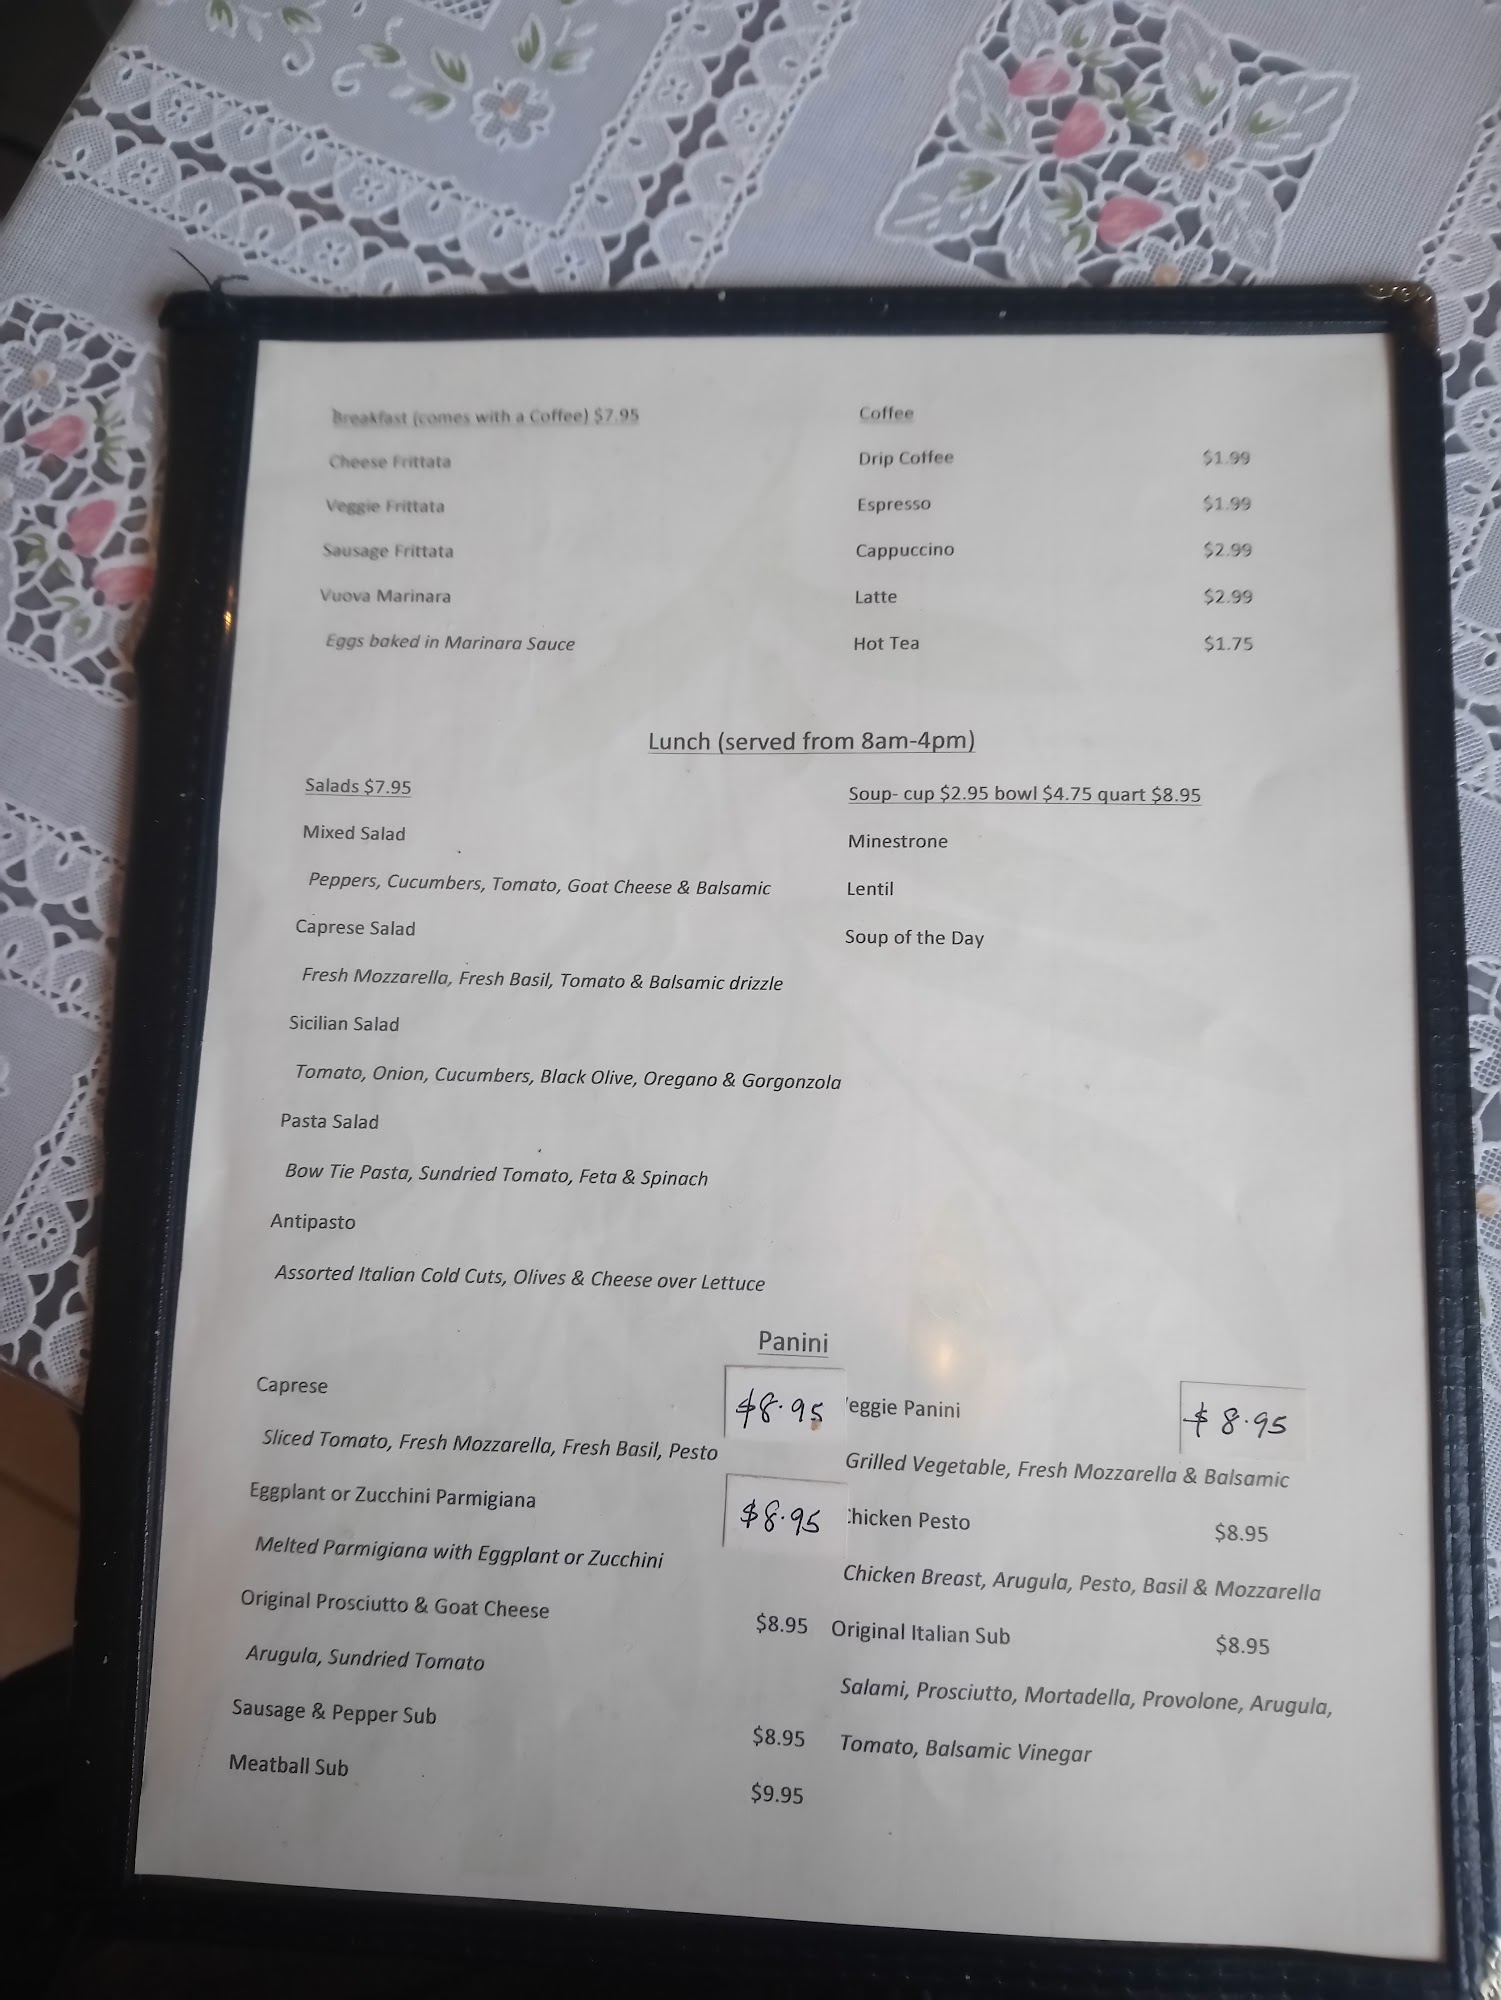 Breakfast (comes with a Coffee) $7.95
Cheese Frittata
Veggie Frittata
Sausage Frittata
Vuova Marinara
Eggs baked in Marinara Sauce
Coffee
Drip Coffee $1.99
Espresso $1.99
Cappuccino $2.99
Latte $2.99
Hot Tea $1.75
Lunch (served from 8am-4pm)
Salads $7.95
Mixed Salad
Peppers, Cucumbers, Tomato, Goat Cheese & Balsamic
Caprese Salad
Fresh Mozzarella, Fresh Basil, Tomato & Balsamic drizzle
Sicilian Salad
Tomato, Onion, Cucumbers, Black Olive, Oregano & Gorgonzola
Pasta Salad
Bow Tie Pasta, Sundried Tomato, Feta & Spinach
Antipasto
Assorted Italian Cold Cuts, Olives & Cheese over Lettuce
Soup- cup $2.95 bowl $4.75 quart $8.95
Minestrone
Lentil
Soup of the Day
Panini
Caprese $8.95
Sliced Tomato, Fresh Mozzarella, Fresh Basil, Pesto
Eggplant or Zucchini Parmigiana $8.95
Melted Parmigiana with Eggplant or Zucchini
Original Prosciutto & Goat Cheese $8.95
Arugula, Sundried Tomato
Sausage & Pepper Sub $8.95
Meatball Sub $9.95
eggie Panini $8.95
Grilled Vegetable, Fresh Mozzarella & Balsamic
hicken Pesto $8.95
Chicken Breast, Arugula, Pesto, Basil & Mozzarella
Original Italian Sub $8.95
Salami, Prosciutto, Mortadella, Provolone, Arugula,
Tomato, Balsamic Vinegar